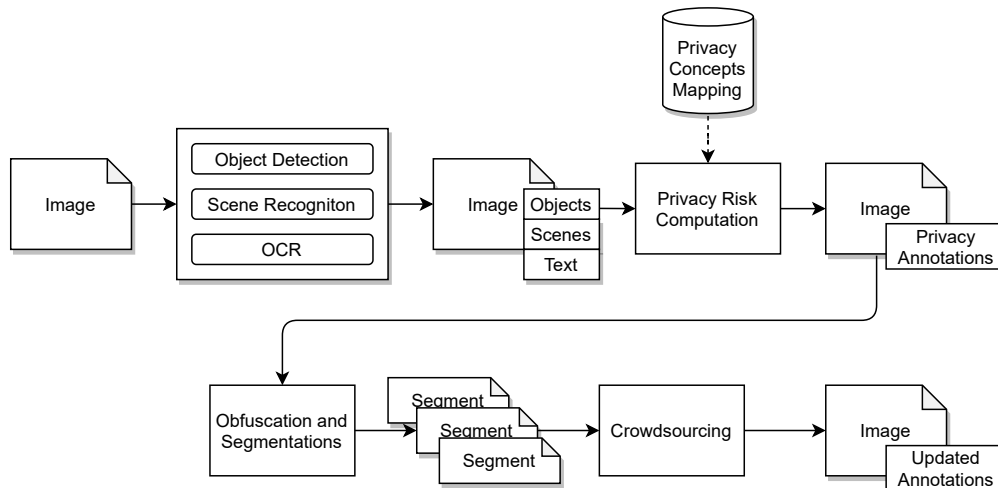 Privacy
Concepts
Mapping
Image
Object Detection
Scene Recogniton
OCR
Image
Objects
Scenes
Text
Privacy Risk
Computation
Image
Privacy
Annotations
Obfuscation and
Segmentations
Segment
Segment
Segment
Crowdsourcing
Image
Updated
Annotations